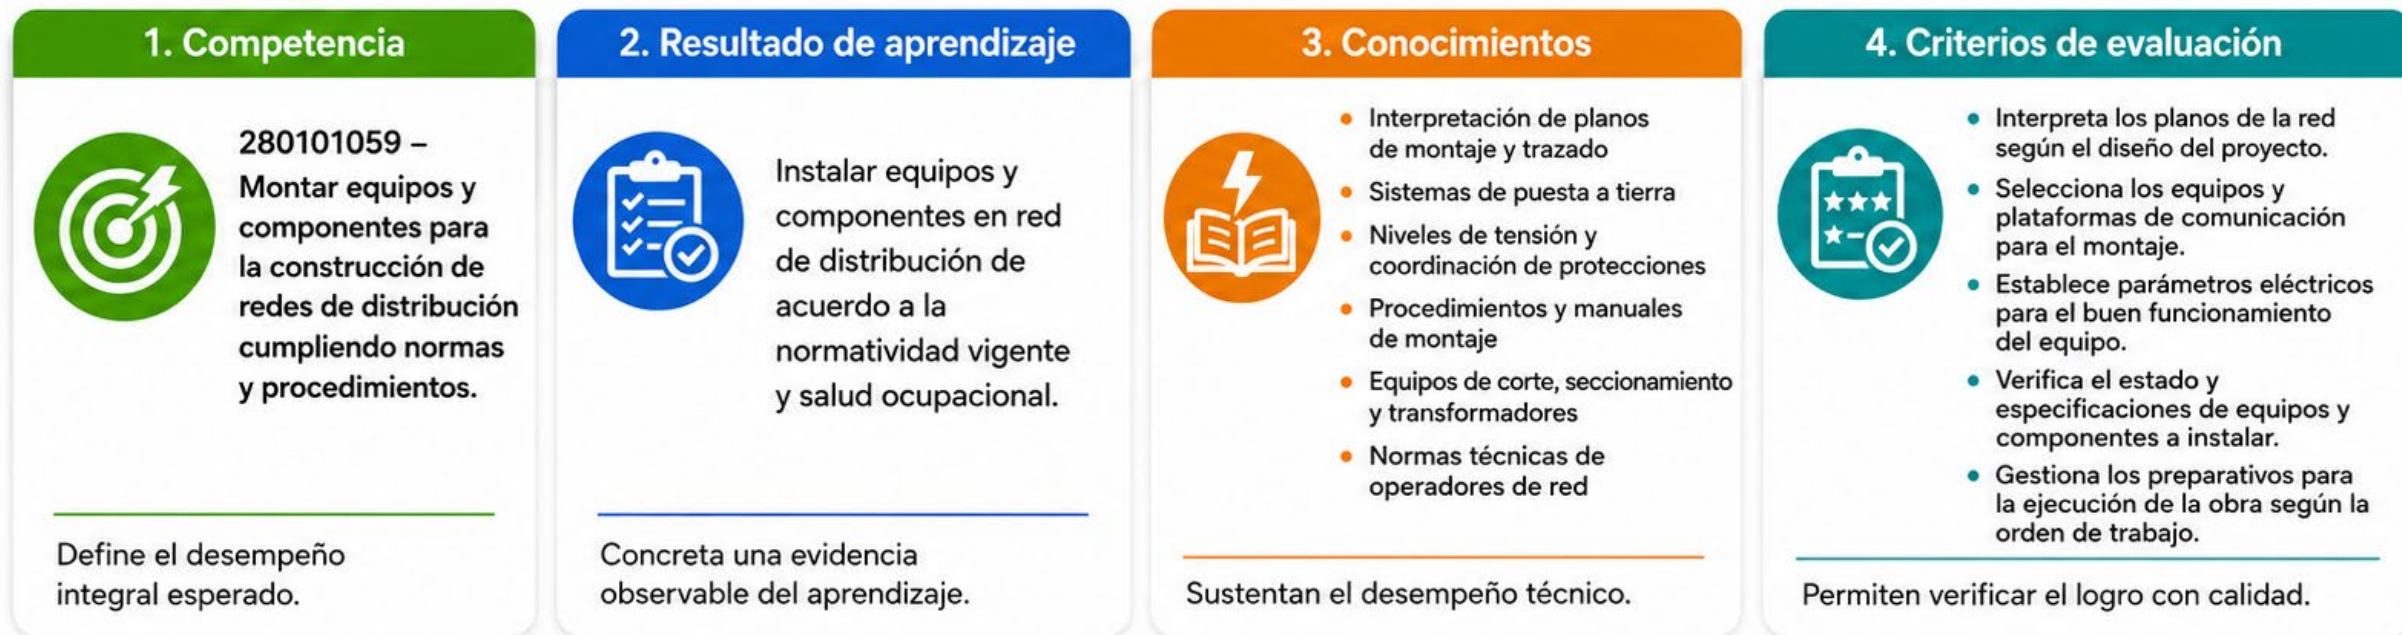 1. Competencia
280101059 –
Montar equipos y
componentes para
la construcción de
redes de distribución
cumpliendo normas
y procedimientos.
Define el desempeño
integral esperado.
2. Resultado de aprendizaje
Instalar equipos y
componentes en red
de distribución de
acuerdo a la
normatividad vigente
y salud ocupacional.
Concreta una evidencia
observable del aprendizaje.
3. Conocimientos
• Interpretación de planos
de montaje y trazado
• Sistemas de puesta a tierra
• Niveles de tensión y
coordinación de protecciones
• Procedimientos y manuales
de montaje
• Equipos de corte, seccionamiento
y transformadores
• Normas técnicas de
operadores de red
Sustentan el desempeño técnico.
4. Criterios de evaluación
• Interpreta los planos de la red
según el diseño del proyecto.
• Selecciona los equipos y
plataformas de comunicación
para el montaje.
• Establece parámetros eléctricos
para el buen funcionamiento
del equipo.
• Verifica el estado y
especificaciones de equipos y
componentes a instalar.
• Gestiona los preparativos para
la ejecución de la obra según la
orden de trabajo.
Permiten verificar el logro con calidad.